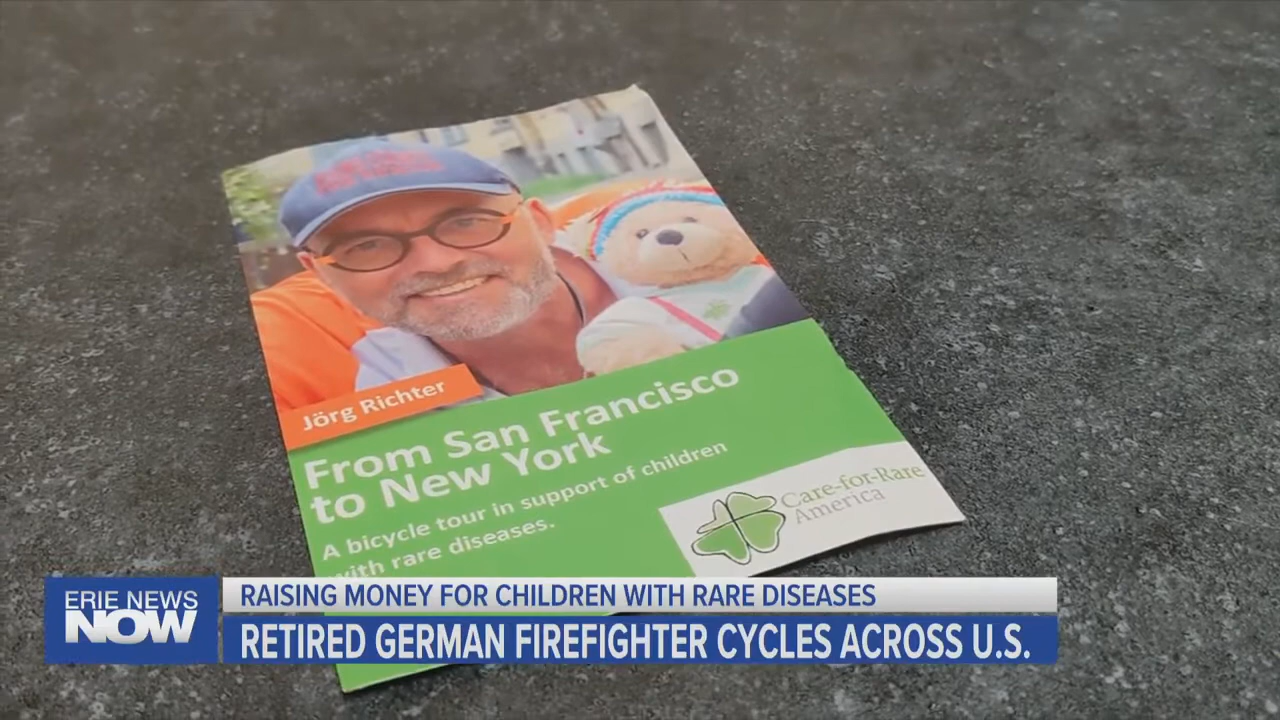 Jörg Richter
From San Francisco
to New York
A bicycle tour in support of children
with rare diseases.
Care-for-Rare
America
ERIE NEWS
NOW
RAISING MONEY FOR CHILDREN WITH RARE DISEASES
RETIRED GERMAN FIREFIGHTER CYCLES ACROSS U.S.